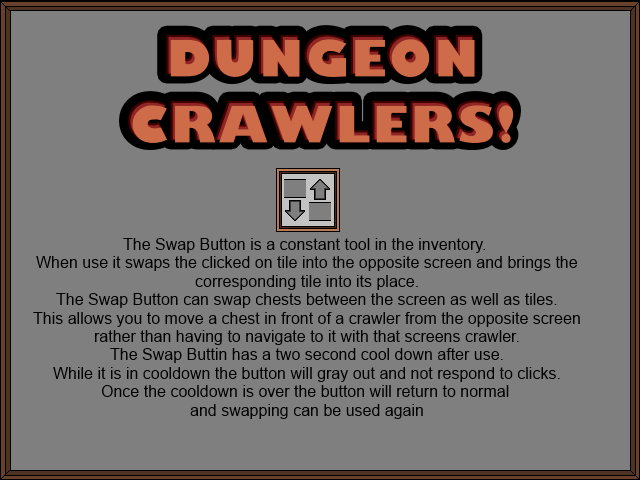 DUNGEON
CRAWLERS!
The Swap Button is a constant tool in the inventory.
When use it swaps the clicked on tile into the opposite screen and brings the
corresponding tile into its place.
The Swap Button can swap chests between the screen as well as tiles.
This allows you to move a chest in front of a crawler from the opposite screen
rather than having to navigate to it with that screens crawler.
The Swap Buttin has a two second cool down after use.
While it is in cooldown the button will gray out and not respond to clicks.
Once the cooldown is over the button will return to normal
and swapping can be used again